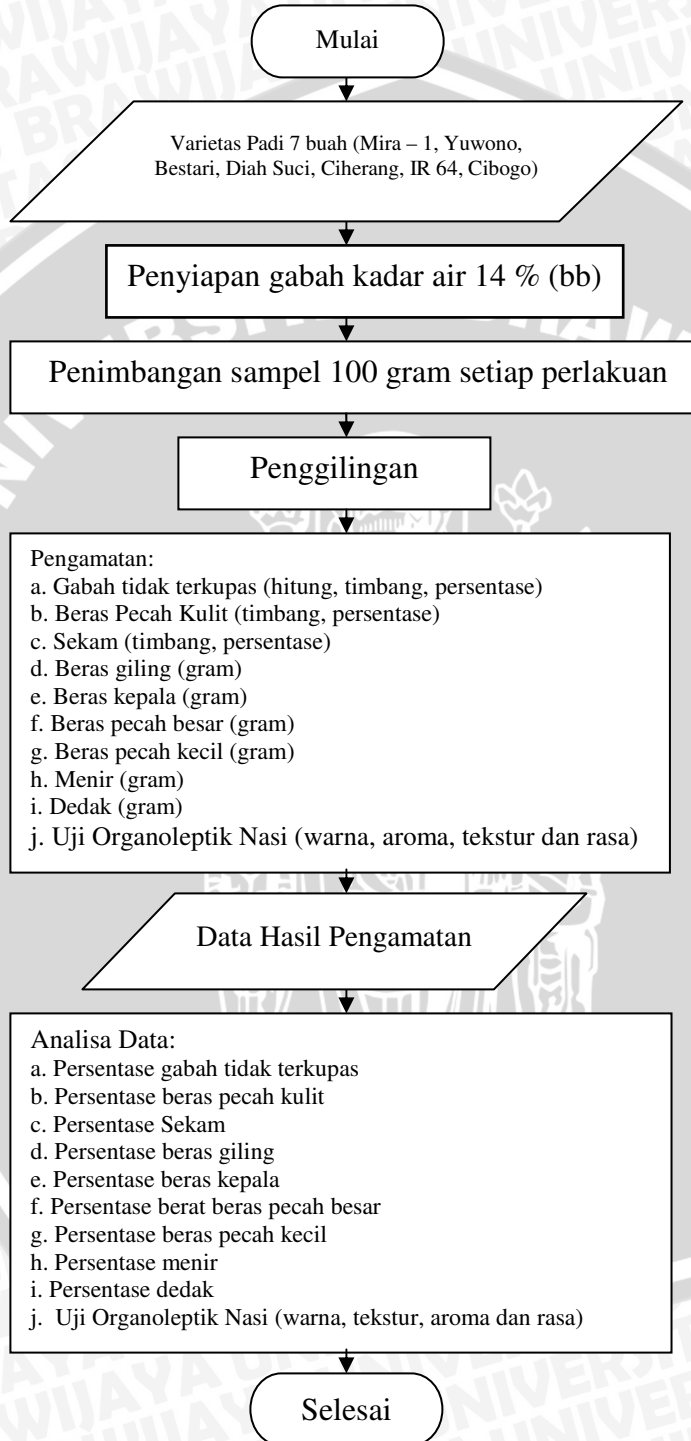 Mulai
Varietas Padi 7 buah (Mira – 1, Yuwono,
Bestari, Diah Suci, Ciherang, IR 64, Cibogo)
Penyiapan gabah kadar air 14 % (bb)
Penimbangan sampel 100 gram setiap perlakuan
Penggilingan
Pengamatan:
a. Gabah tidak terkupas (hitung, timbang, persentase)
b. Beras Pecah Kulit (timbang, persentase)
c. Sekam (timbang, persentase)
d. Beras giling (gram)
e. Beras kepala (gram)
f. Beras pecah besar (gram)
g. Beras pecah kecil (gram)
h. Menir (gram)
i. Dedak (gram)
j. Uji Organoleptik Nasi (warna, aroma, tekstur dan rasa)
Data Hasil Pengamatan
Analisa Data:
a. Persentase gabah tidak terkupas
b. Persentase beras pecah kulit
c. Persentase Sekam
d. Persentase beras giling
e. Persentase beras kepala
f. Persentase berat beras pecah besar
g. Persentase beras pecah kecil
h. Persentase menir
i. Persentase dedak
j. Uji Organoleptik Nasi (warna, tekstur, aroma dan rasa)
Selesai